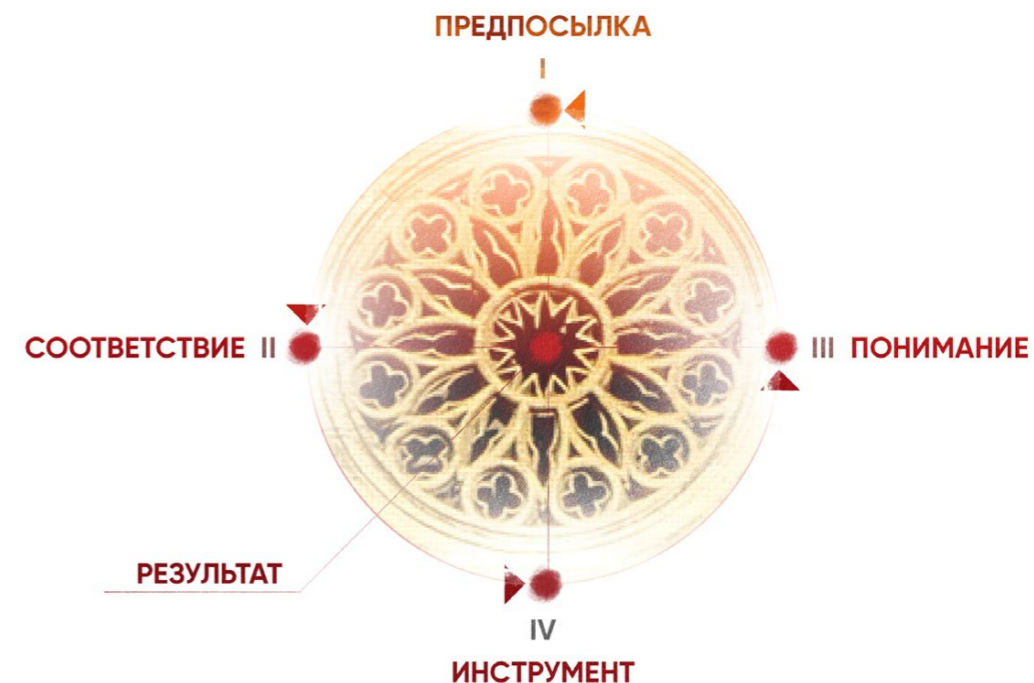 ПРЕДПОСЫЛКА
I
СООТВЕТСТВИЕ II
III ПОНИМАНИЕ
РЕЗУЛЬТАТ
IV
ИНСТРУМЕНТ